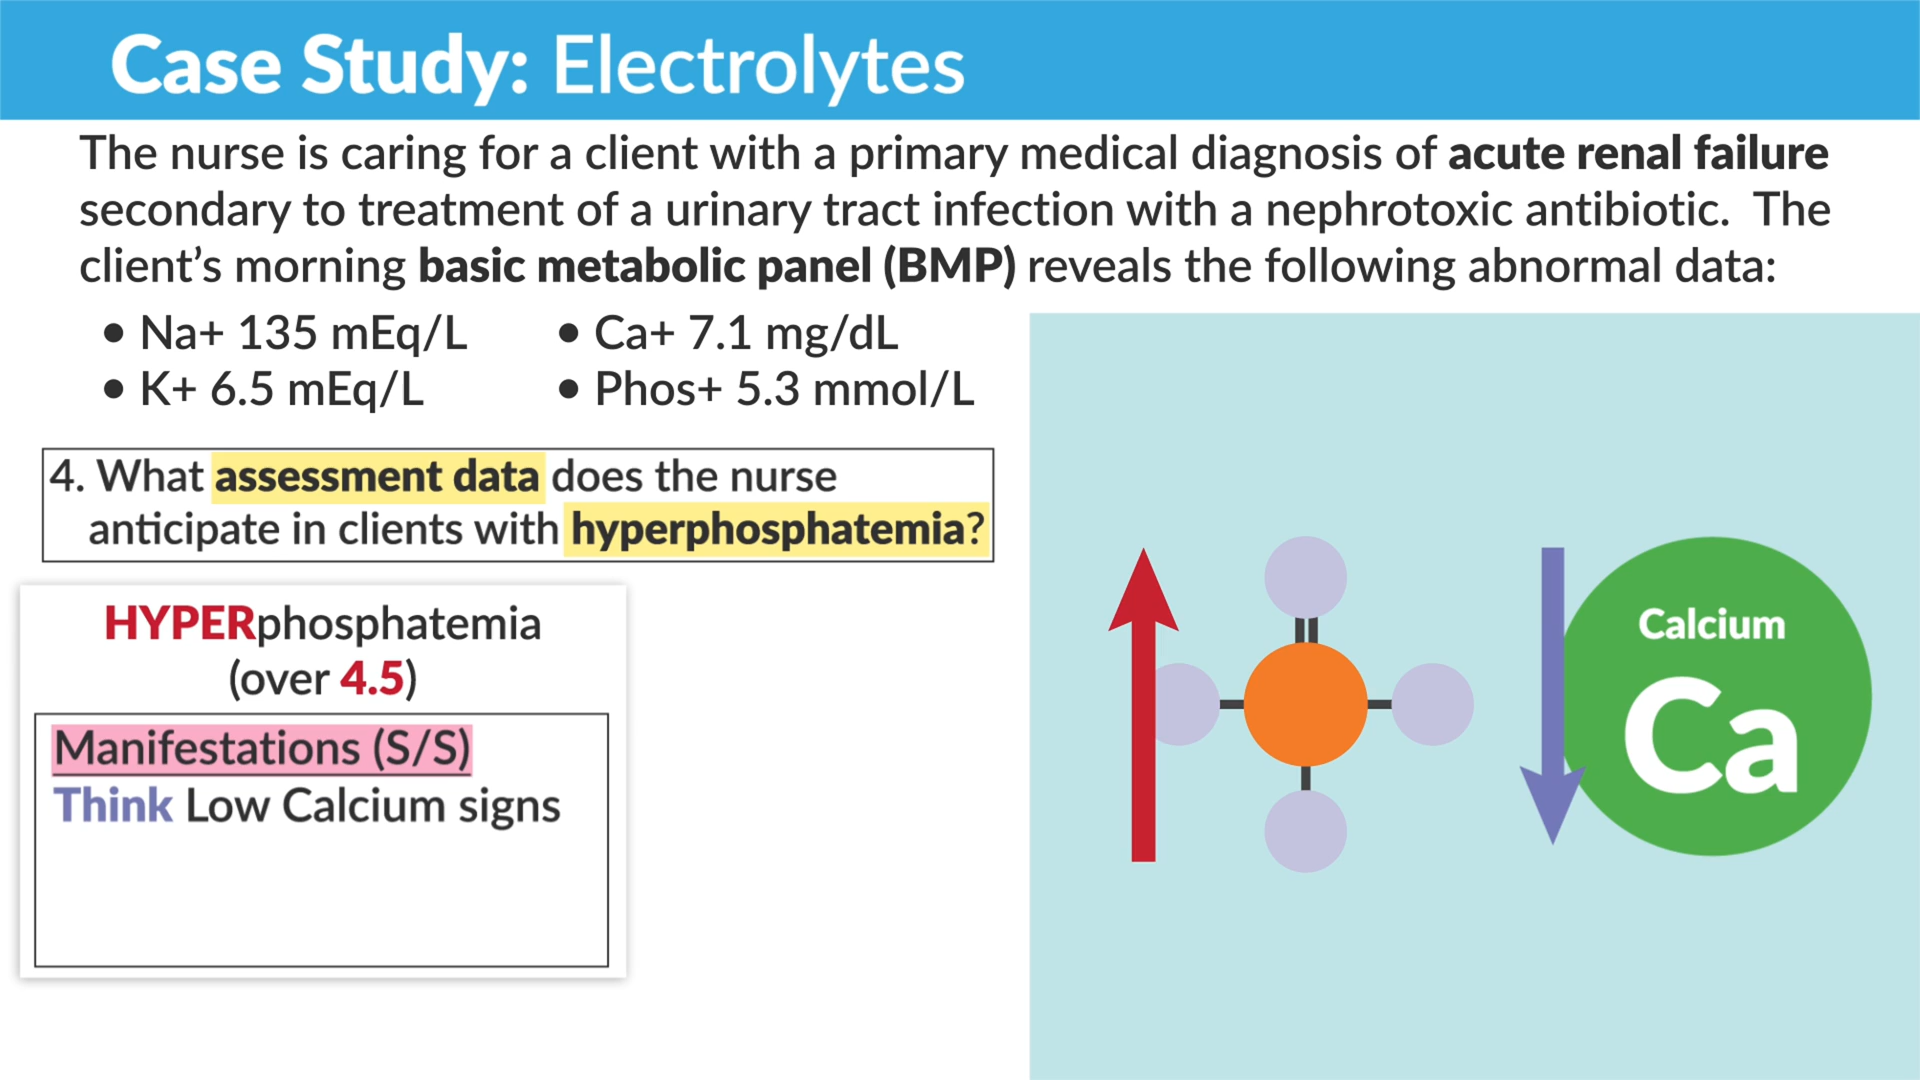 Case Study: Electrolytes
The nurse is caring for a client with a primary medical diagnosis of acute renal failure
secondary to treatment of a urinary tract infection with a nephrotoxic antibiotic. The
client's morning basic metabolic panel (BMP) reveals the following abnormal data:
• Na+ 135 mEq/L
• K+ 6.5 mEq/L
• Ca+ 7.1 mg/dL
• Phos+ 5.3 mmol/L
4. What assessment data does the nurse
anticipate in clients with hyperphosphatemia?
HYPERphosphatemia
(over 4.5)
Manifestations (S/S)
Think Low Calcium signs
Calcium
Ca